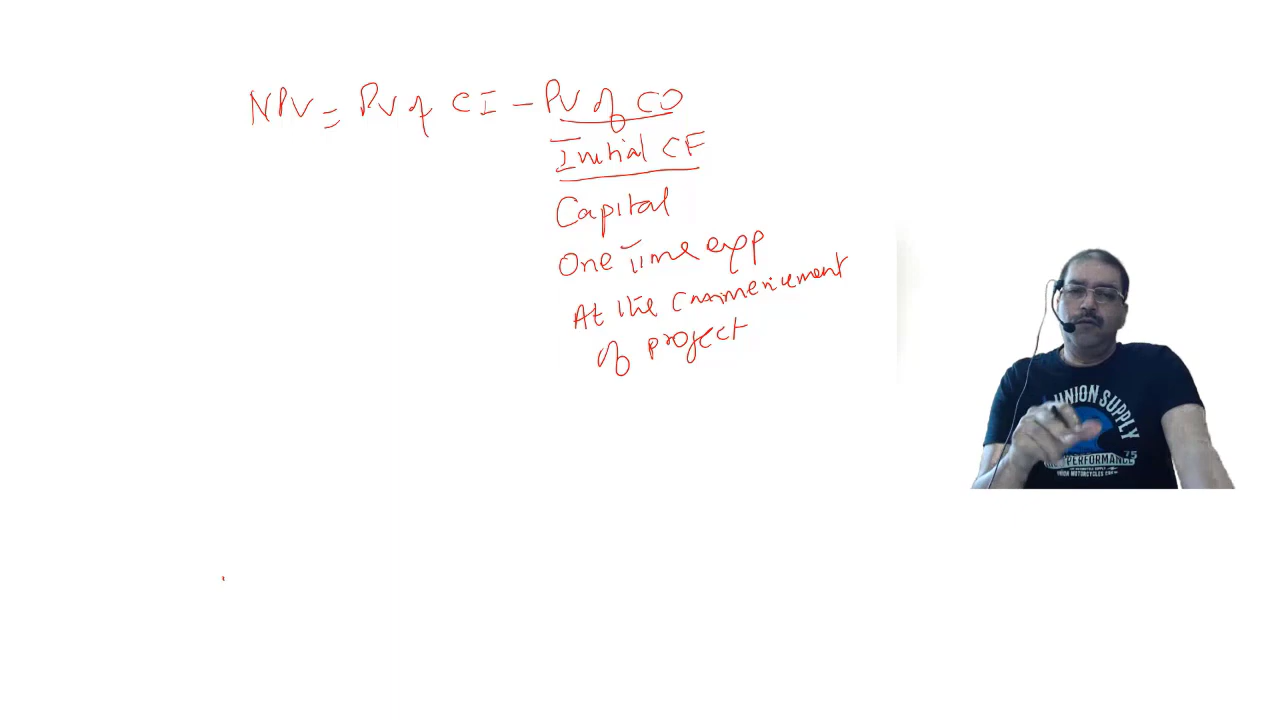 NPV = PV of CI - PV of CO
Initial CF
Capital
One Time exp
At the commencement
of project
UNION SUPPLY
75
PERFORMANCE